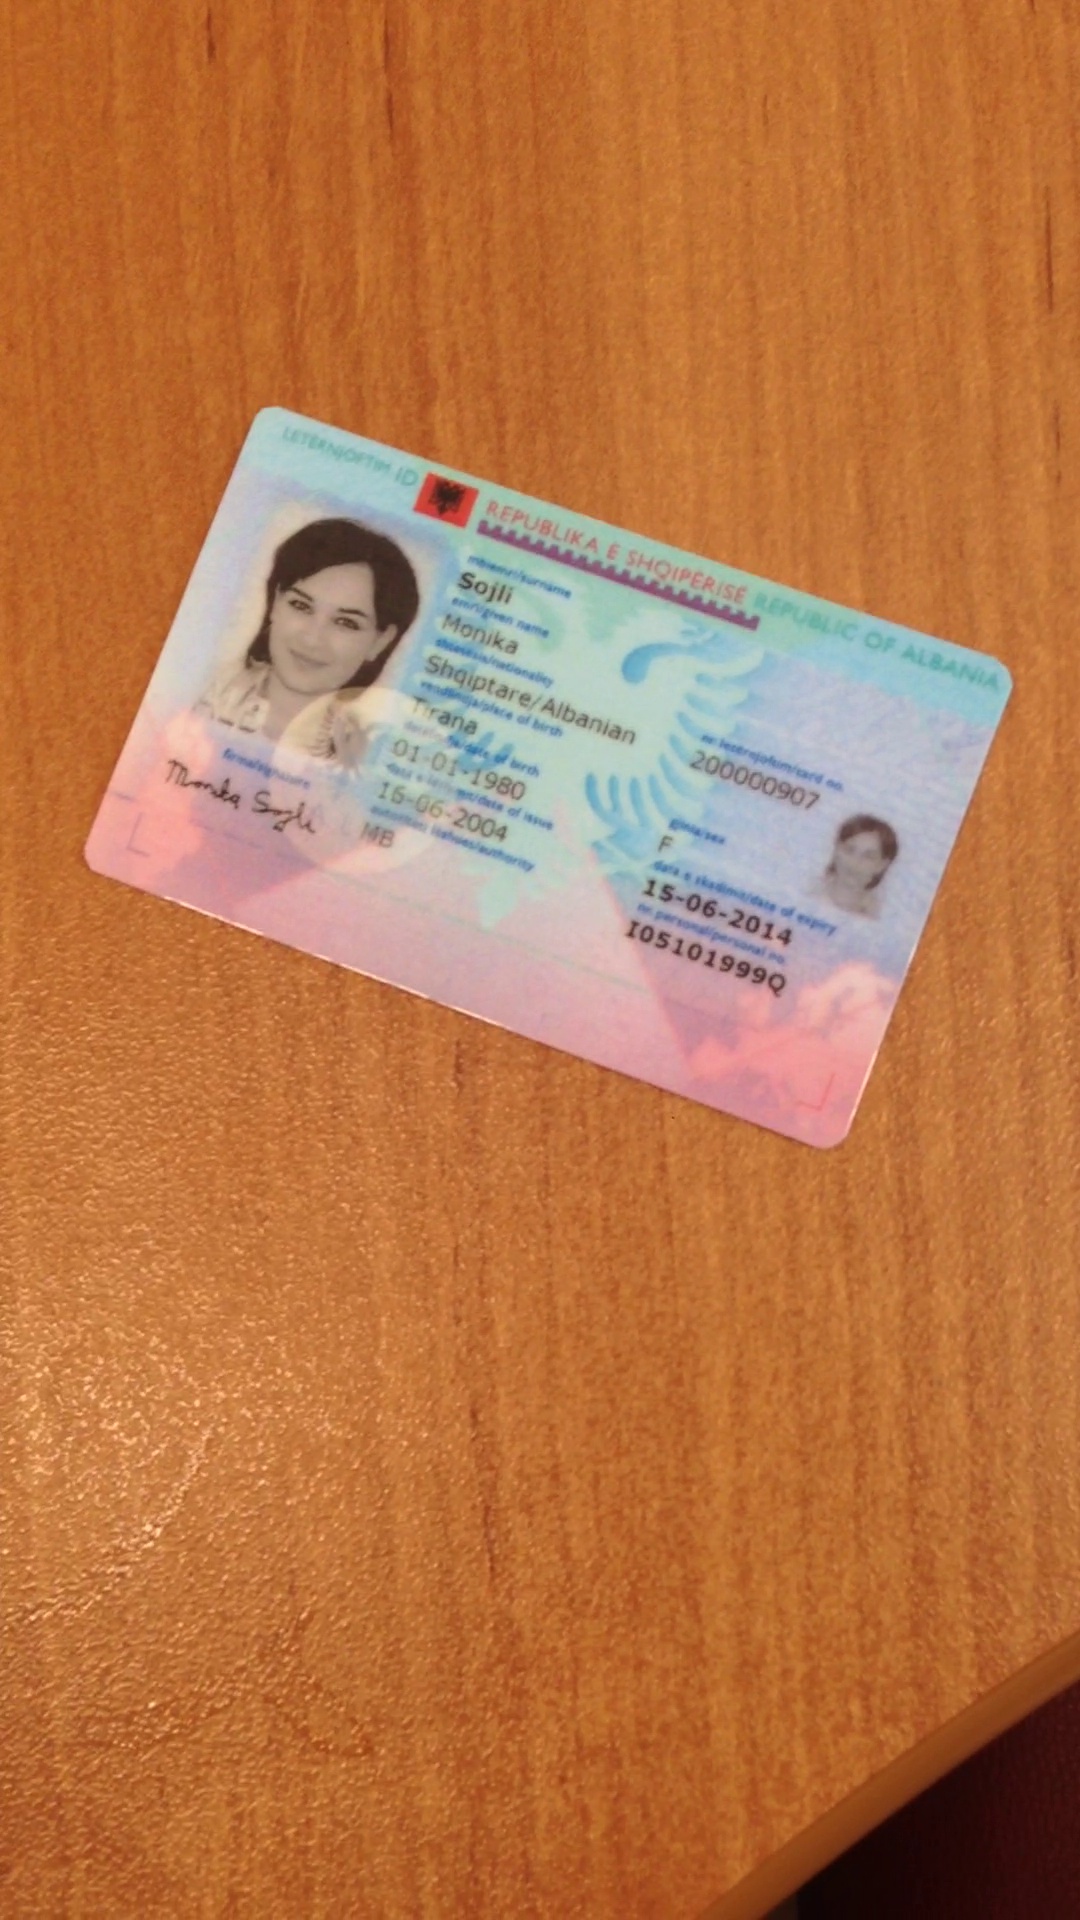 LETËRNJOFTIM ID REPUBLIKA E SHQIPËRISË REPUBLIC OF ALBANIA
mbiemri/surname
Sojli
emri/given name
Monika
shtetësia/nationality
Shqiptare/Albanian
vendlindja/place of birth
Tirana
datëlindja/date of birth
01-01-1980
data e lëshimit/date of issue
16-06-2004
autoriteti lëshues/authority
MB
nr. letërnjoftim/card no.
200000907
gjinia/sex
F
data e skadimit/date of expiry
15-06-2014
nr. personal/personal no.
I05101999Q
firma/signature
Monika Sojli